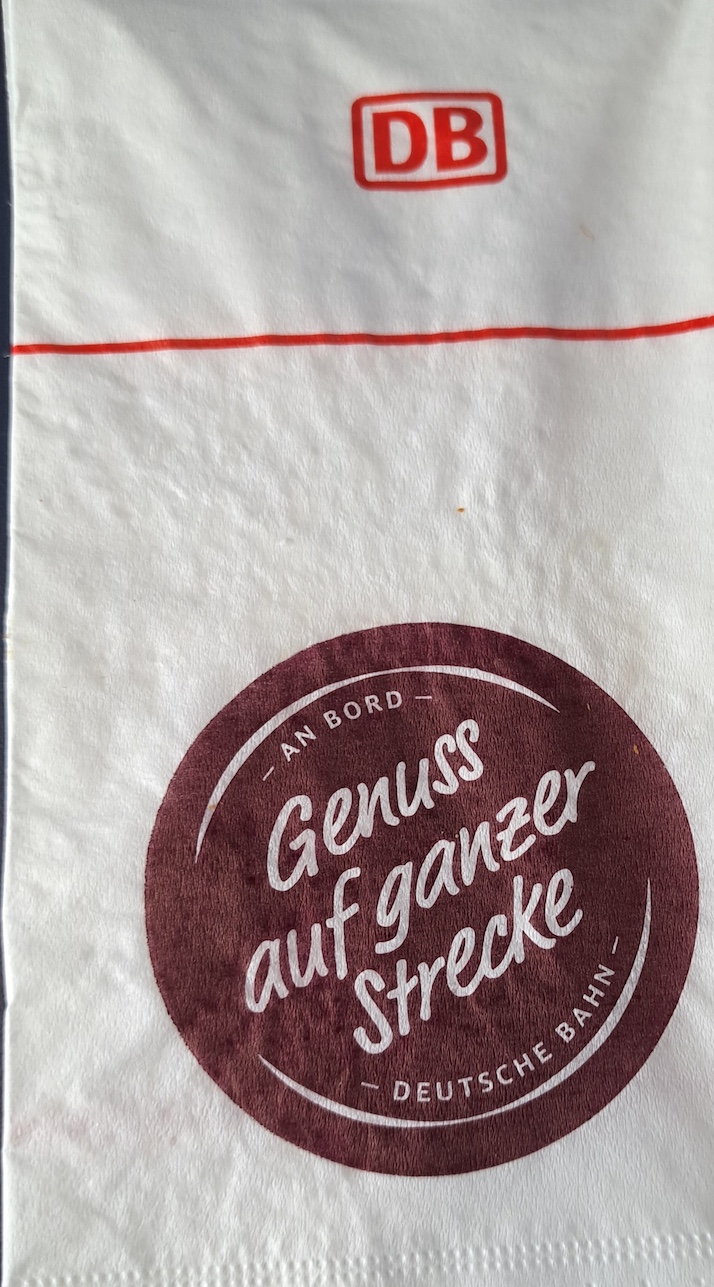 DB
– AN BORD –
Genuss
auf ganzer
Strecke
– DEUTSCHE BAHN –